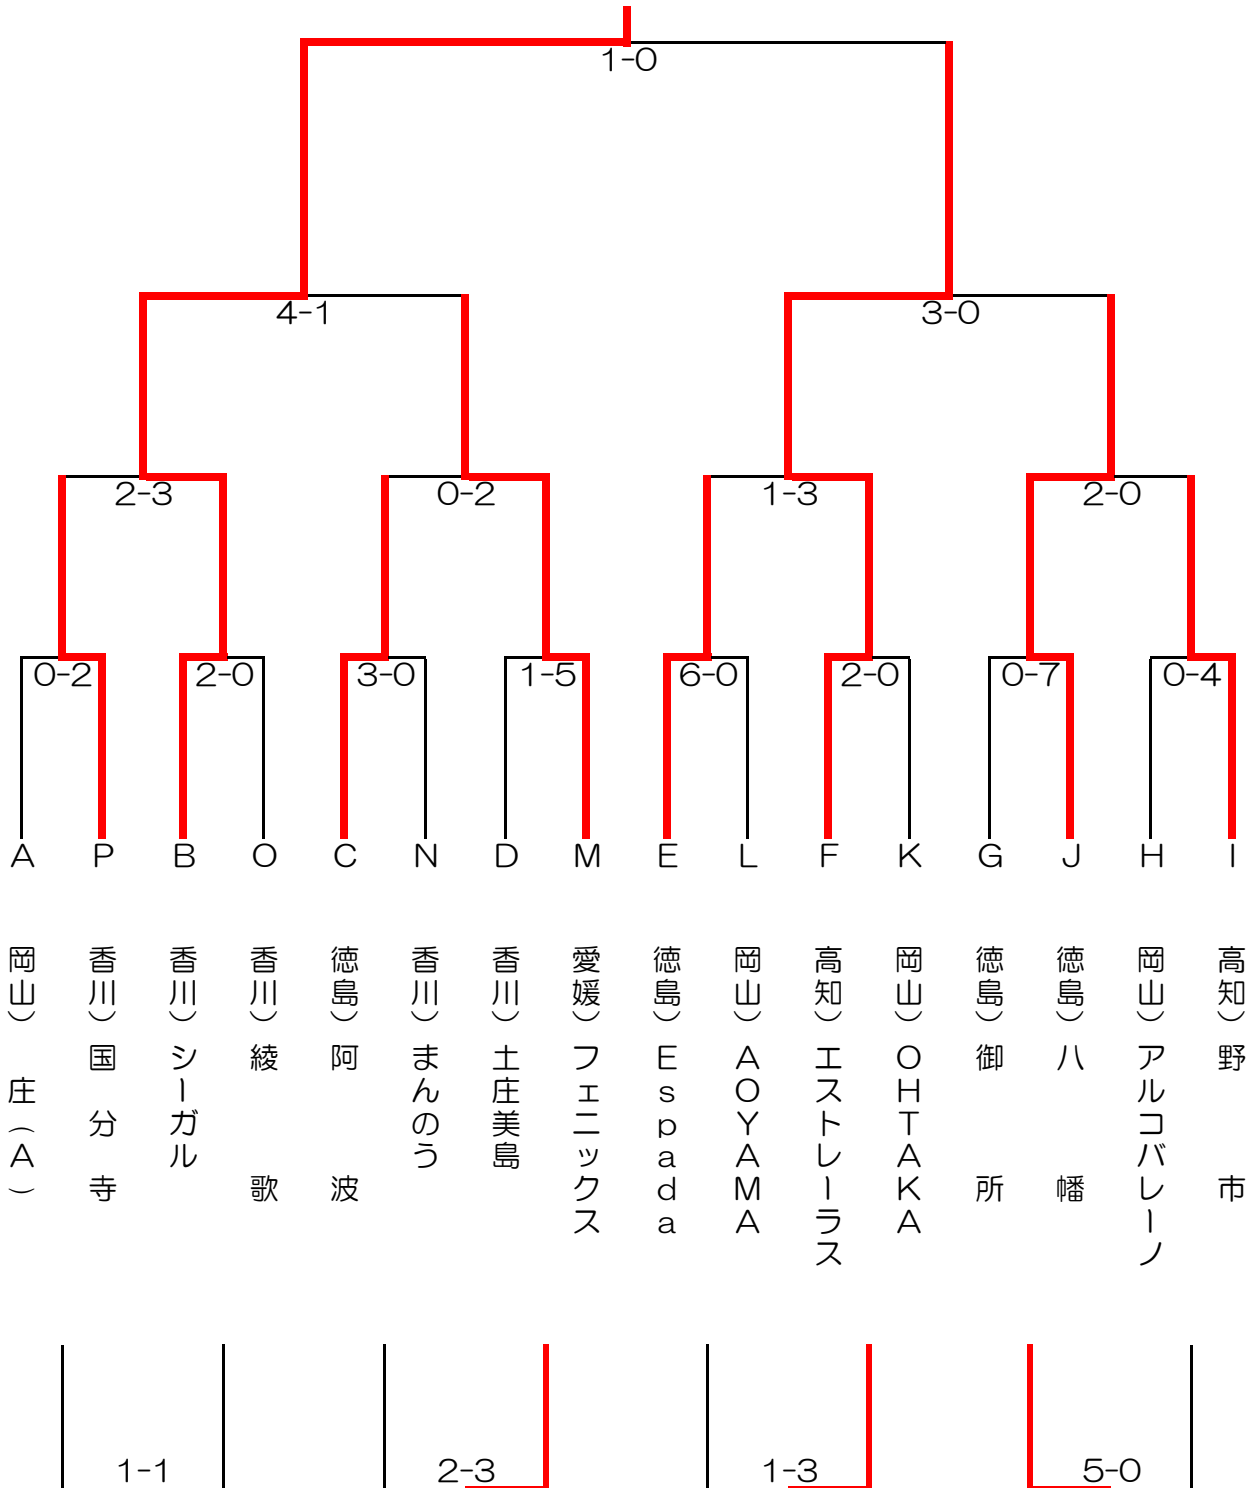 1-0
4-1 3-0
2-3 0-2 1-3 2-0
0-2 2-0 3-0 1-5 6-0 2-0 0-7 0-4
A P B O C N D M E L F K G J H I
岡山）庄（A）
香川）国分寺
香川）シーガル
香川）綾歌
徳島）阿波
香川）まんのう
香川）土庄美島
愛媛）フェニックス
徳島）Espada
岡山）AOYAMA
高知）エストレーラス
岡山）OHTAKA
徳島）御所
徳島）八幡
岡山）アルコバレーノ
高知）野市
1-1 2-3 1-3 5-0